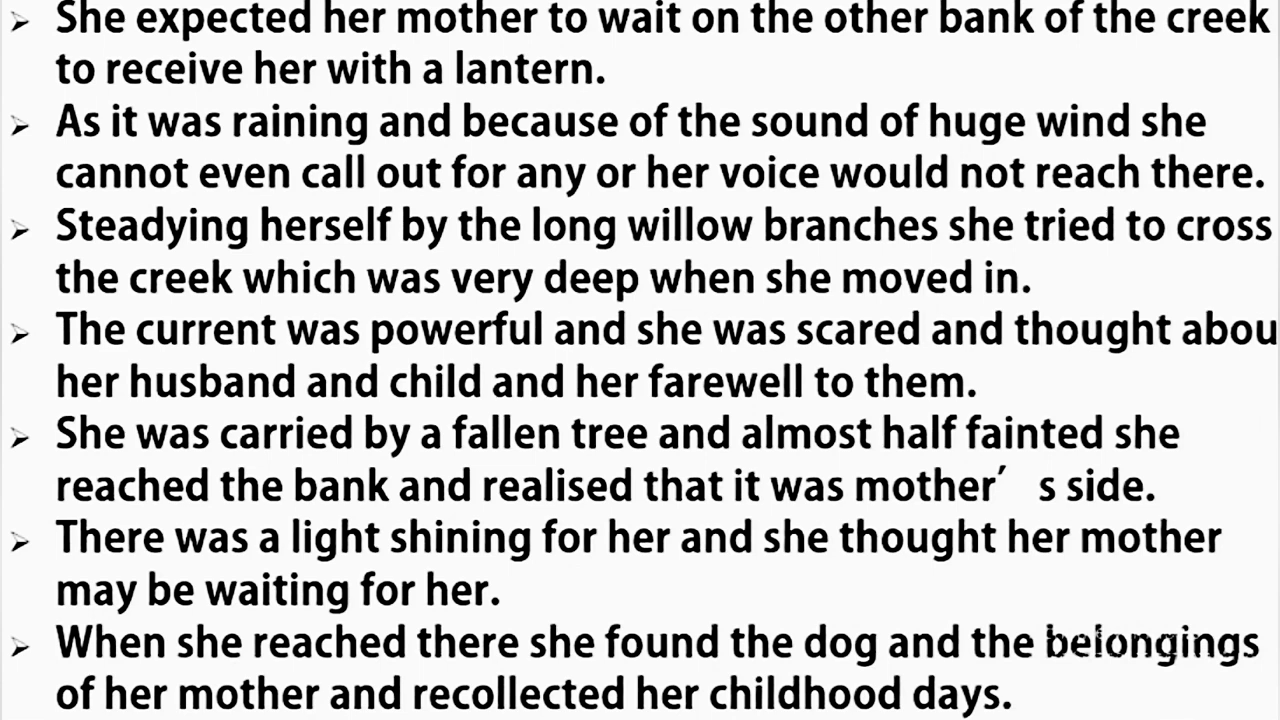 ➢ She expected her mother to wait on the other bank of the creek
to receive her with a lantern.
➢ As it was raining and because of the sound of huge wind she
cannot even call out for any or her voice would not reach there.
➢ Steadying herself by the long willow branches she tried to cross
the creek which was very deep when she moved in.
➢ The current was powerful and she was scared and thought abou
her husband and child and her farewell to them.
➢ She was carried by a fallen tree and almost half fainted she
reached the bank and realised that it was mother′ s side.
➢ There was a light shining for her and she thought her mother
may be waiting for her.
➢ When she reached there she found the dog and the belongings
of her mother and recollected her childhood days.